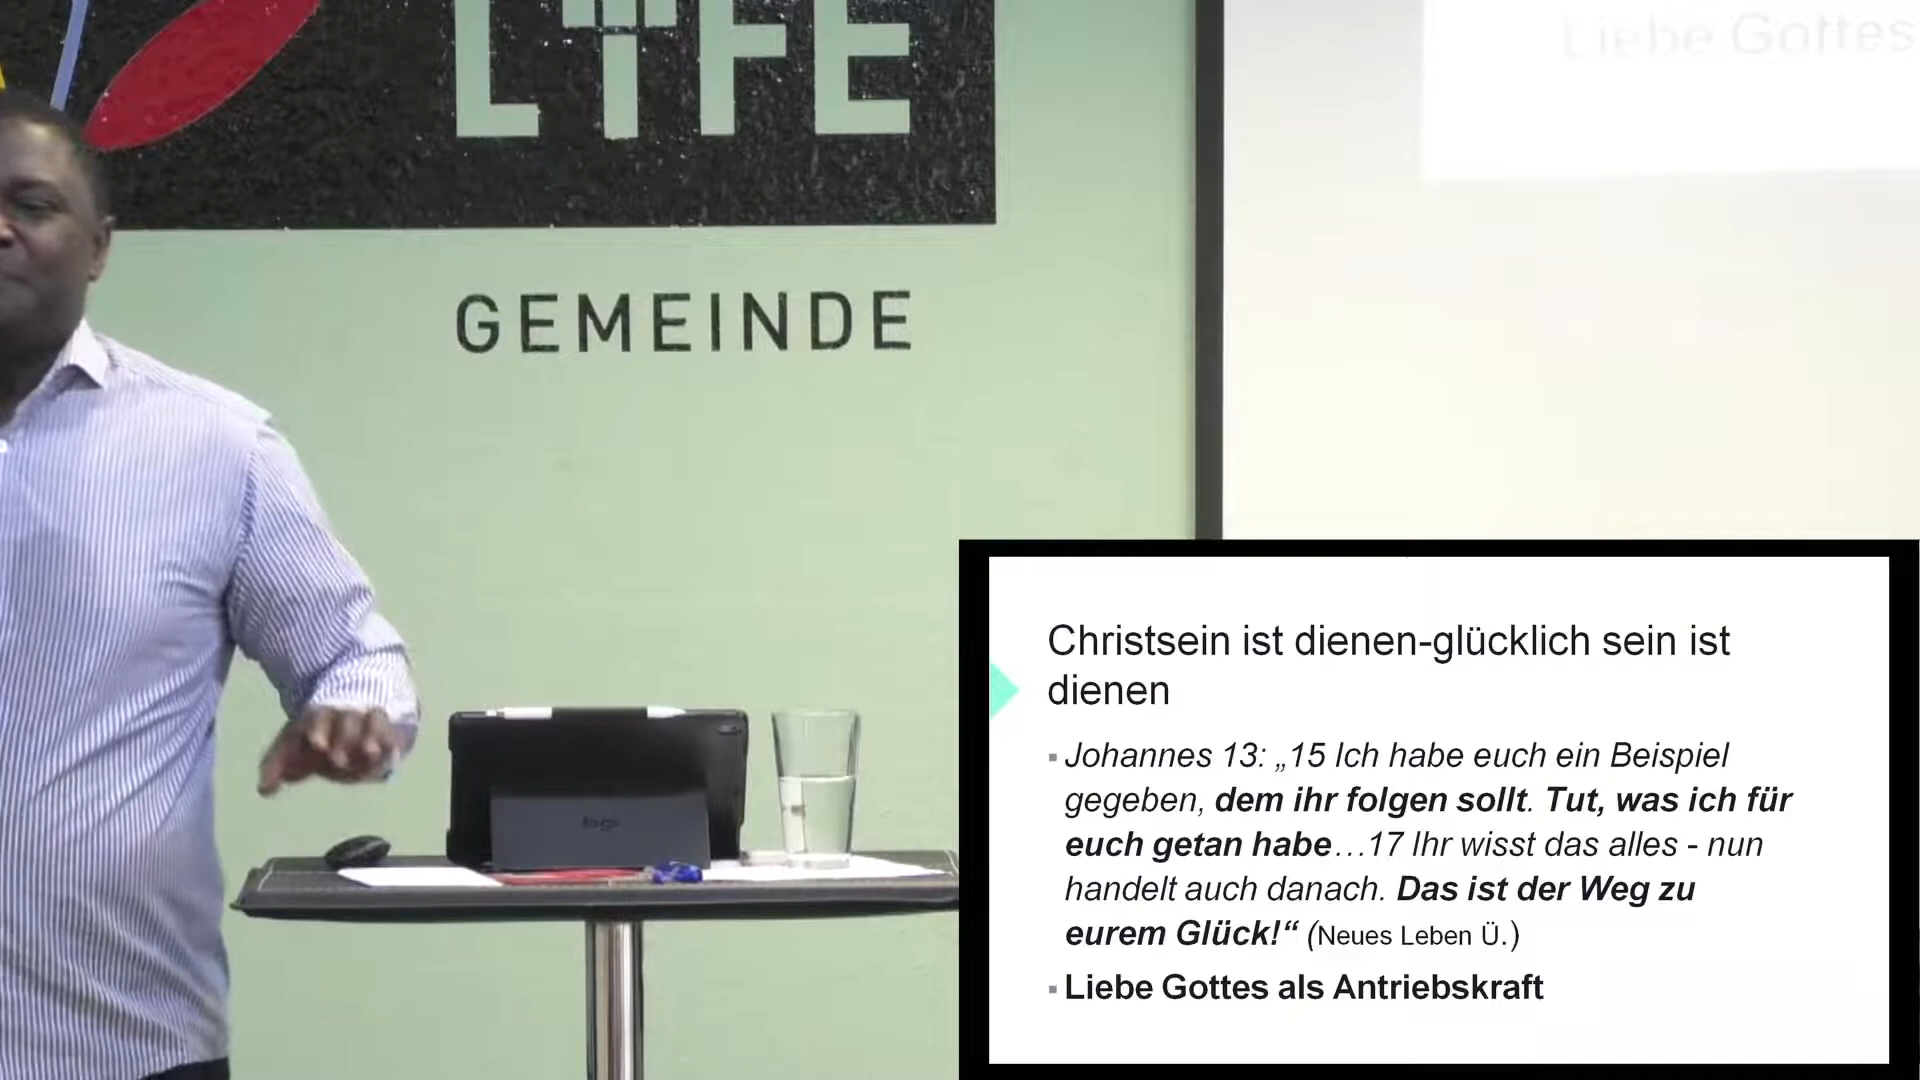 LIFE
Liebe Gottes
GEMEINDE
logi
Christsein ist dienen-glücklich sein ist
dienen
▪ Johannes 13: „15 Ich habe euch ein Beispiel
gegeben, dem ihr folgen sollt. Tut, was ich für
euch getan habe…17 Ihr wisst das alles - nun
handelt auch danach. Das ist der Weg zu
eurem Glück!“ (Neues Leben Ü.)
▪ Liebe Gottes als Antriebskraft